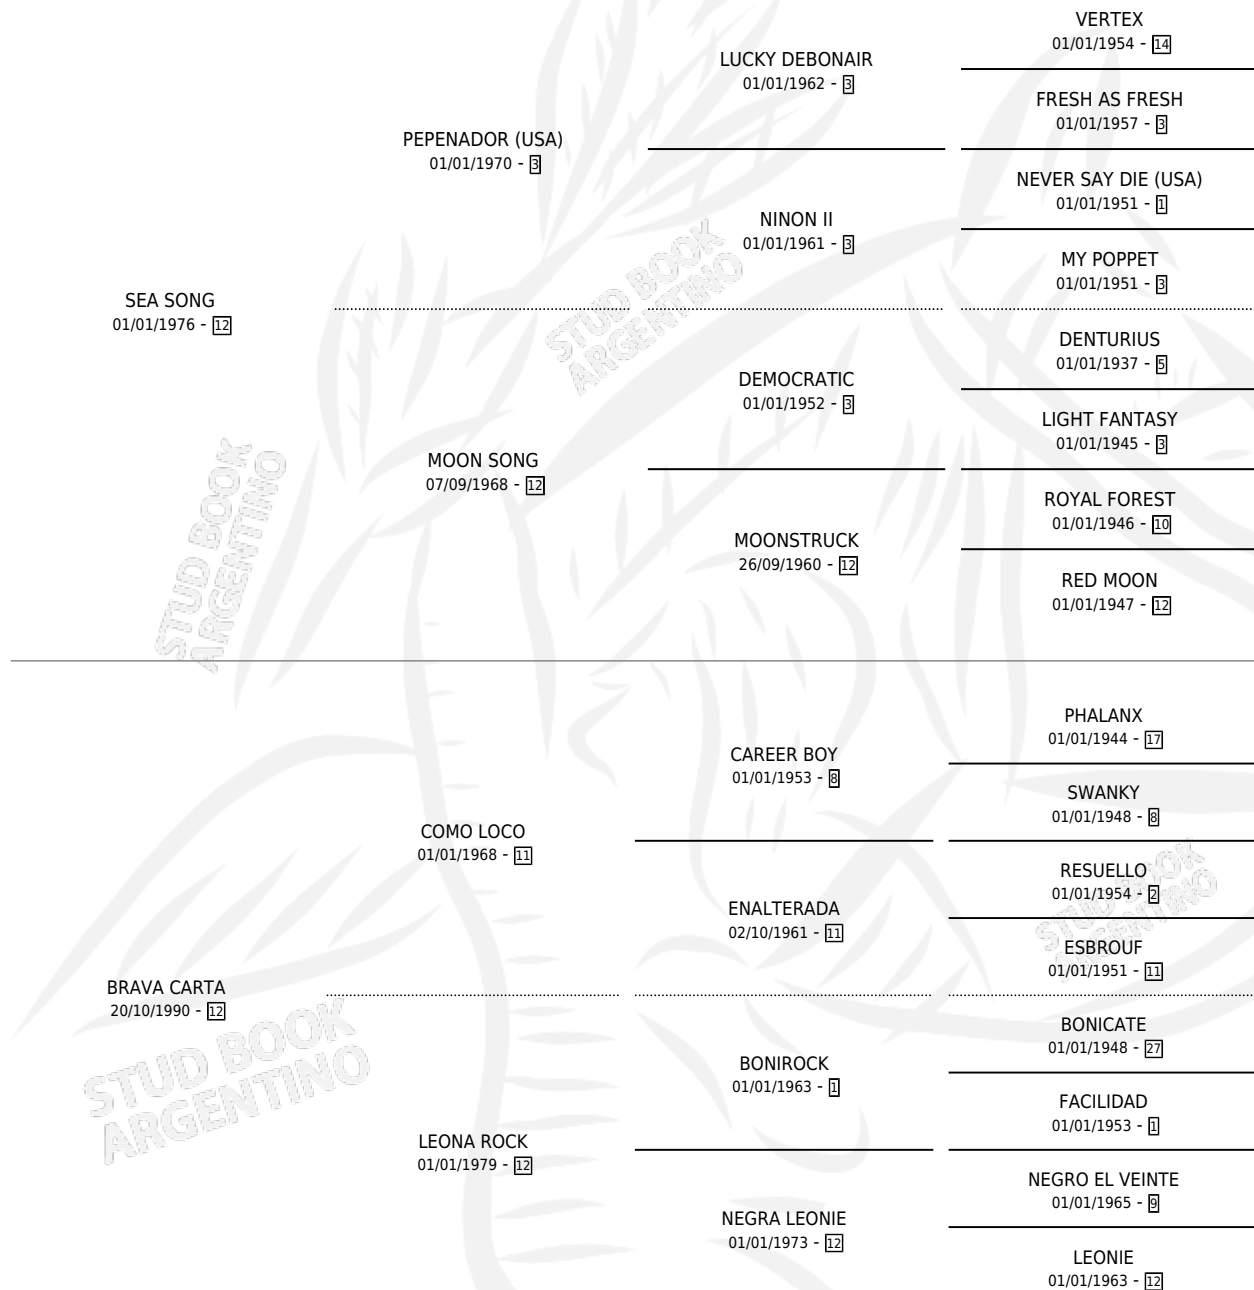 VERTEX
01/01/1954 - 14
LUCKY DEBONAIR
01/01/1962 - 3
FRESH AS FRESH
01/01/1957 - 3
PEPENADOR (USA)
01/01/1970 - 3
NEVER SAY DIE (USA)
01/01/1951 - 1
NINON II
01/01/1961 - 3
MY POPPET
01/01/1951 - 3
SEA SONG
01/01/1976 - 12
STUD BOOK
ARGENTINO
DENTURIUS
01/01/1937 - 5
DEMOCRATIC
01/01/1952 - 3
LIGHT FANTASY
01/01/1945 - 3
MOON SONG
07/09/1968 - 12
ROYAL FOREST
01/01/1946 - 10
MOONSTRUCK
26/09/1960 - 12
RED MOON
01/01/1947 - 12
STUD BOOK
ARGENTINO
PHALANX
01/01/1944 - 17
CAREER BOY
01/01/1953 - 8
SWANKY
01/01/1948 - 8
COMO LOCO
01/01/1968 - 11
RESUELLO
01/01/1954 - 2
ENALTERADA
02/10/1961 - 11
STUD BOOK
ARGENTINO
ESBROUF
01/01/1951 - 11
BRAVA CARTA
20/10/1990 - 12
BONICATE
01/01/1948 - 27
BONIROCK
01/01/1963 - 1
FACILIDAD
01/01/1953 - 1
STUD BOOK
ARGENTINO
LEONA ROCK
01/01/1979 - 12
NEGRO EL VEINTE
01/01/1965 - 9
NEGRA LEONIE
01/01/1973 - 12
LEONIE
01/01/1963 - 12